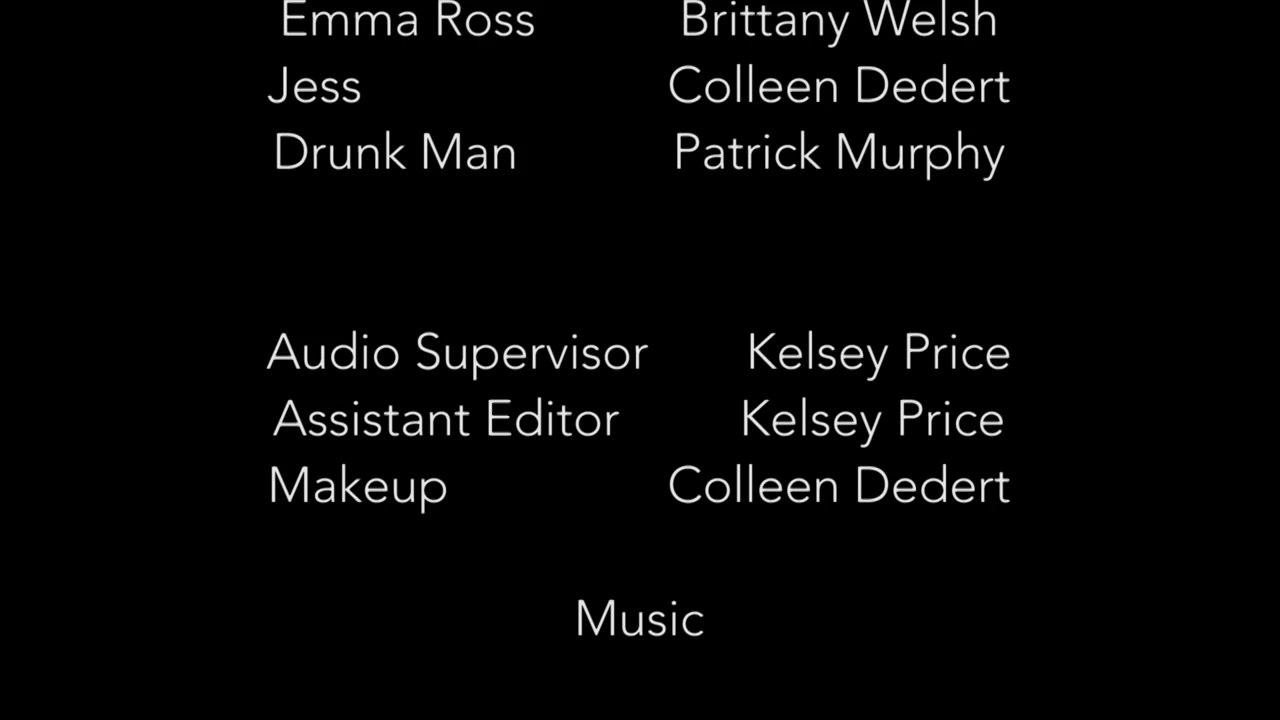 Emma Ross Brittany Welsh
Jess Colleen Dedert
Drunk Man Patrick Murphy
Audio Supervisor Kelsey Price
Assistant Editor Kelsey Price
Makeup Colleen Dedert
Music